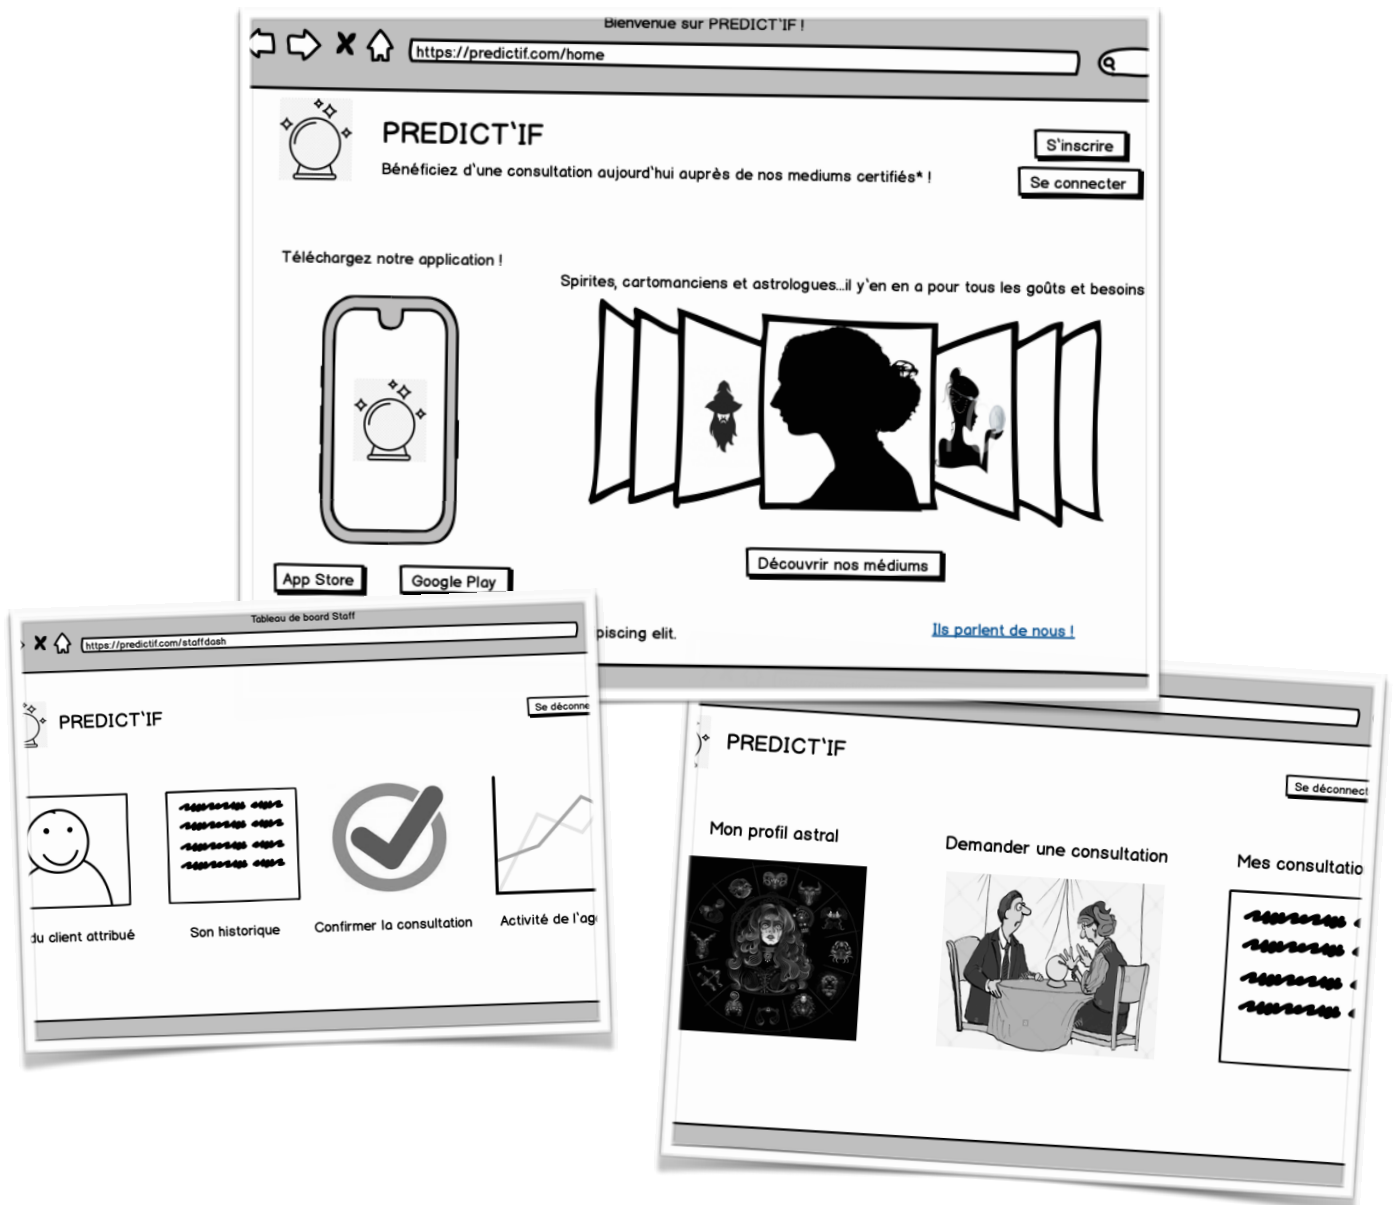 Bienvenue sur PREDICT'IF !
https://predictif.com/home
PREDICT'IF
Bénéficiez d'une consultation aujourd'hui auprès de nos mediums certifiés* !
S'inscrire
Se connecter
Téléchargez notre application !
Spirites, cartomanciens et astrologues...il y'en en a pour tous les goûts et besoins
App Store
Google Play
Découvrir nos médiums
piscing elit.
Ils parlent de nous !
Tableau de board Staff
https://predictif.com/staffdash
PREDICT'IF
Se déconne
du client attribué
Son historique
Confirmer la consultation
Activité de l'ag
PREDICT'IF
Se déconnect
Mon profil astral
Demander une consultation
Mes consultatio